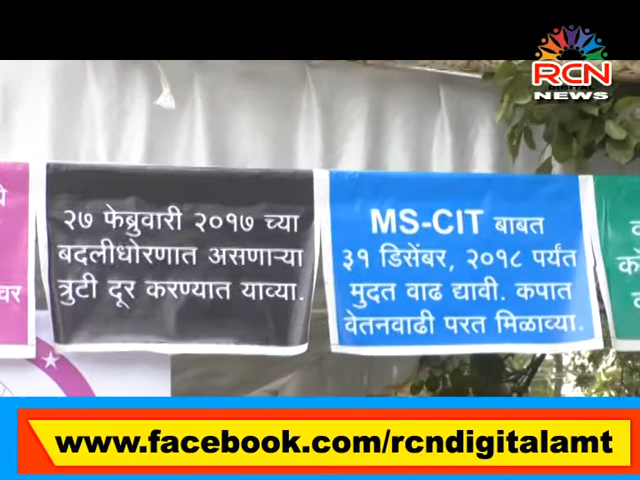 RCN
NEWS
२७ फेब्रुवारी २०१७ च्या
बदलीधोरणात असणाऱ्या
त्रुटी दूर करण्यात याव्या.
MS-CIT बाबत
३१ डिसेंबर, २०१८ पर्यंत
मुदत वाढ द्यावी. कपात
वेतनवाढी परत मिळाव्या.
www.facebook.com/rcndigitalamt